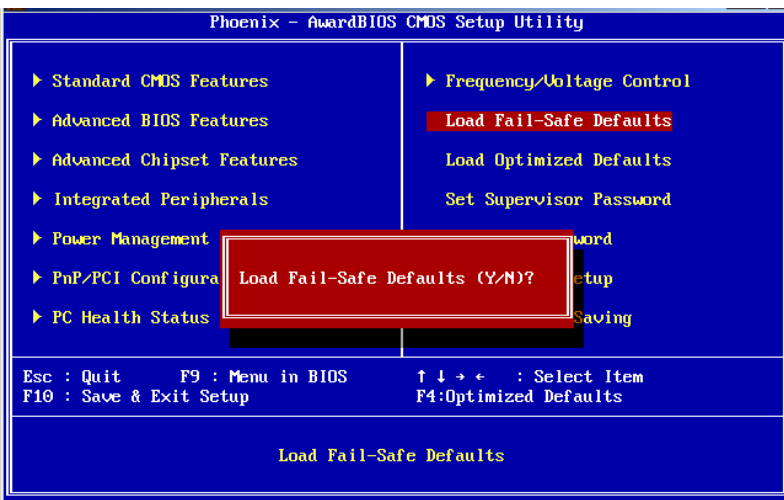 Phoenix - AwardBIOS CMOS Setup Utility
Standard CMOS Features
Advanced BIOS Features
Advanced Chipset Features
Integrated Peripherals
Power Management
PnP/PCI Configura
PC Health Status
Frequency/Voltage Control
Load Fail-Safe Defaults
Load Optimized Defaults
Set Supervisor Password
word
etup
Saving
Load Fail-Safe Defaults (Y/N)?
Esc : Quit F9 : Menu in BIOS ↑ ↓ → ← : Select Item
F10 : Save & Exit Setup F4:Optimized Defaults
Load Fail-Safe Defaults